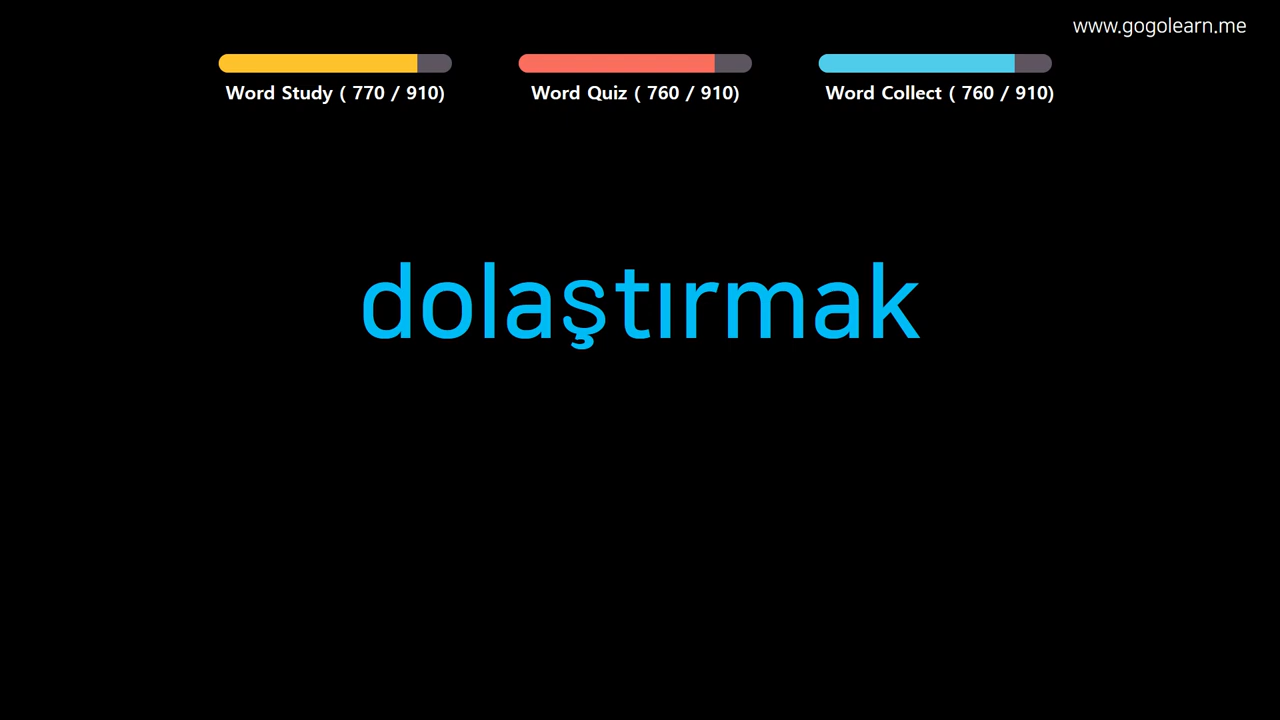 www.gogolearn.me
Word Study ( 770 / 910)
Word Quiz ( 760 / 910)
Word Collect ( 760 / 910)
dolaştırmak